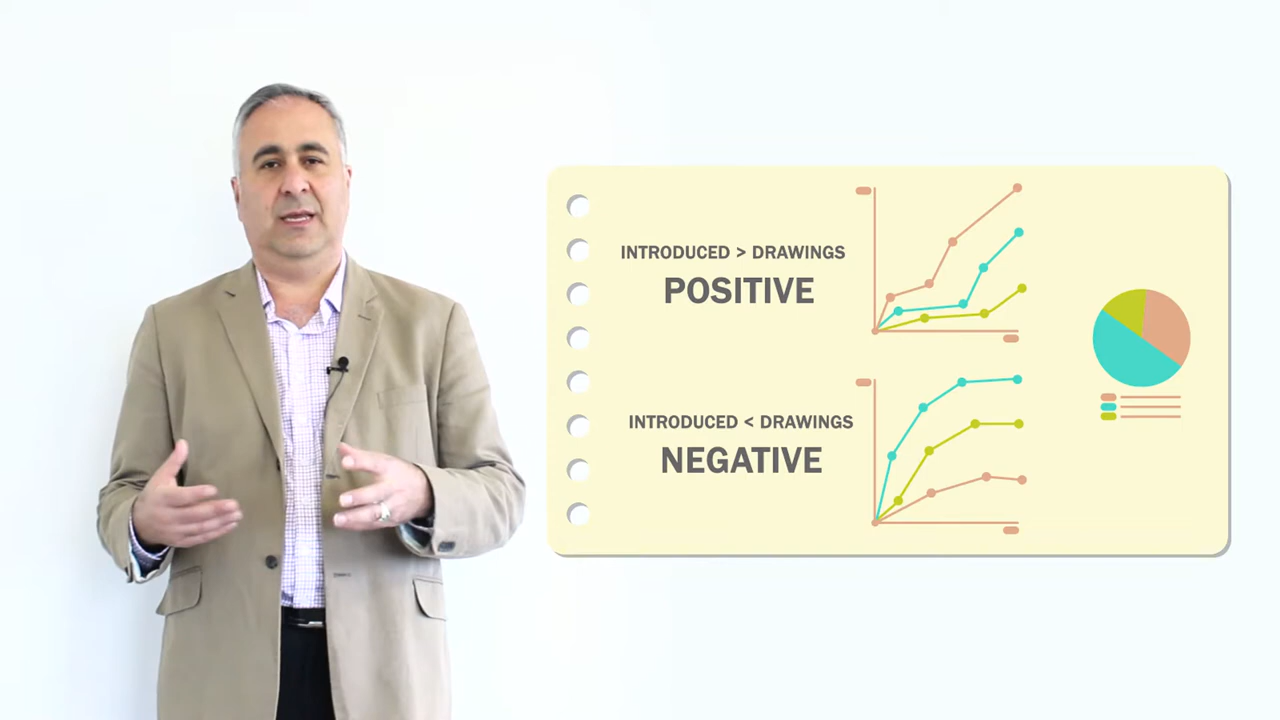 INTRODUCED > DRAWINGS
POSITIVE
INTRODUCED < DRAWINGS
NEGATIVE